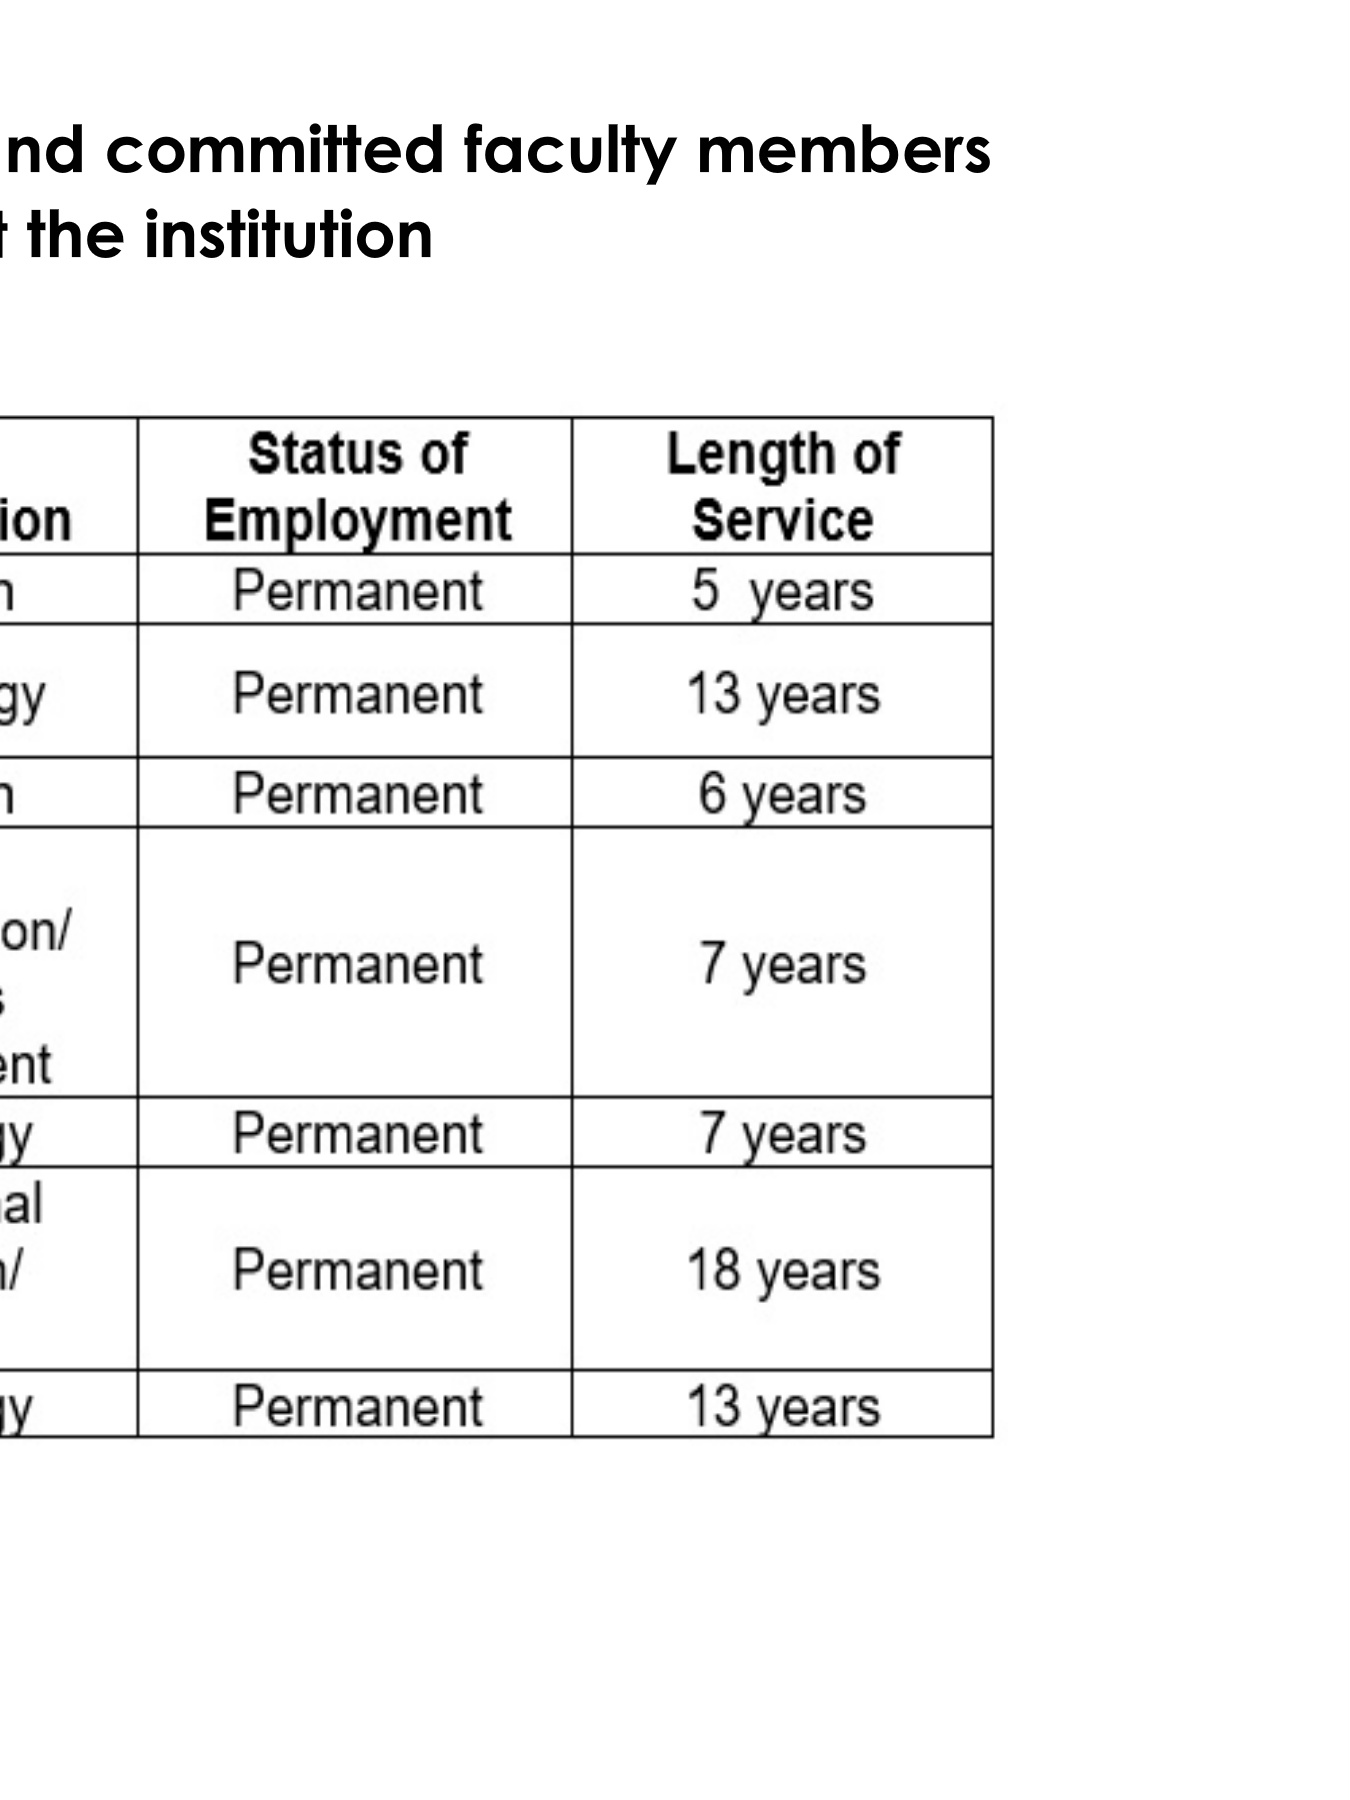 nd committed faculty members
t the institution
Status of Length of
ion Employment Service
n Permanent 5 years
gy Permanent 13 years
n Permanent 6 years
on/
Permanent 7 years
s
ent
gy Permanent 7 years
nal
n/ Permanent 18 years
gy Permanent 13 years